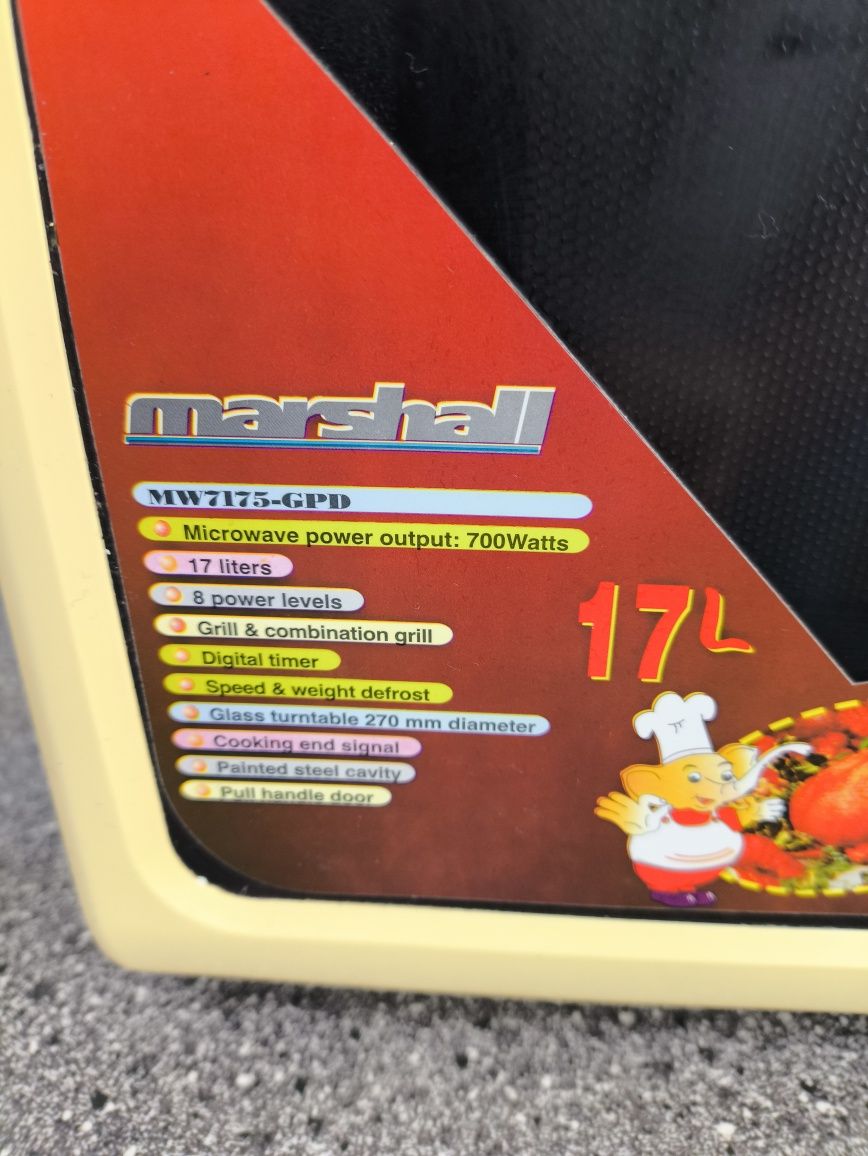 marshall
MW7175-GPD
Microwave power output: 700Watts
17 liters
8 power levels
Grill & combination grill
Digital timer
Speed & weight defrost
Glass turntable 270 mm diameter
Cooking end signal
Painted steel cavity
Pull handle door
17L